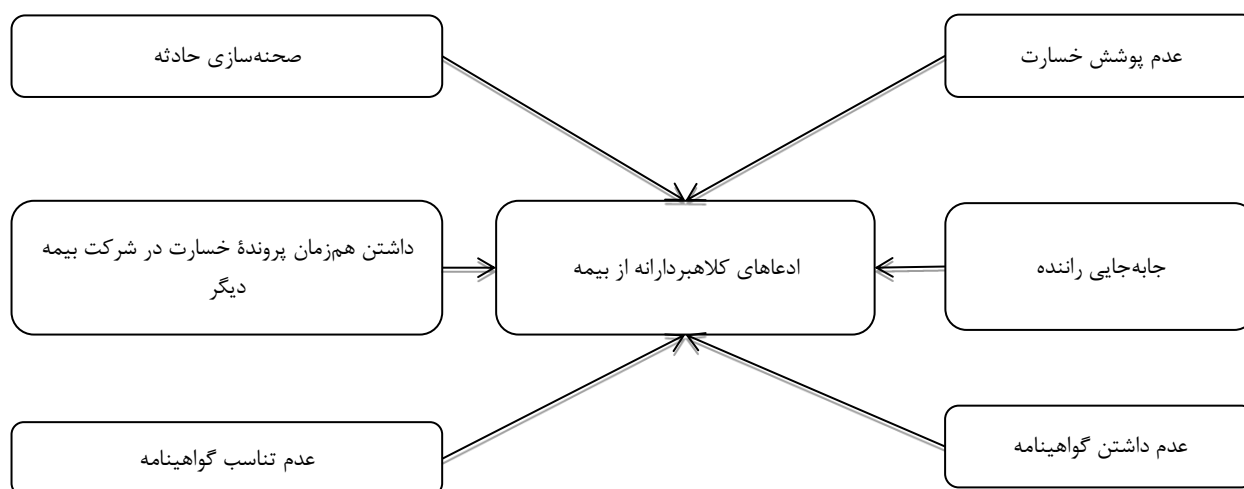 عدم پوشش خسارت
صحنه‌سازی حادثه
جابه‌جایی راننده
ادعاهای کلاهبردارانه از بیمه
داشتن هم‌زمان پروندهٔ خسارت در شرکت بیمه
دیگر
عدم داشتن گواهینامه
عدم تناسب گواهینامه